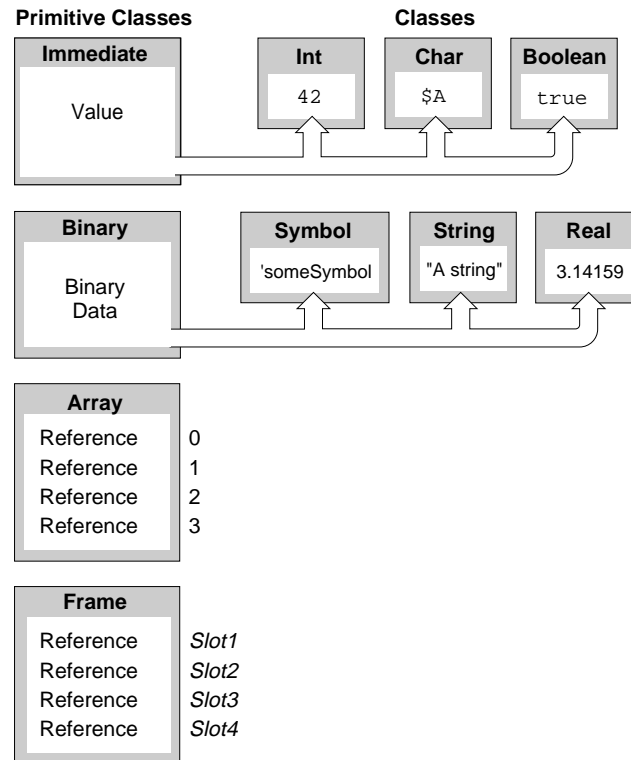 Primitive Classes Classes
Immediate Int Char Boolean
Value 42 $A true
Binary Symbol String Real
Binary
Data
'someSymbol "A string" 3.14159
Array
Reference 0
Reference 1
Reference 2
Reference 3
Frame
Reference Slot1
Reference Slot2
Reference Slot3
Reference Slot4